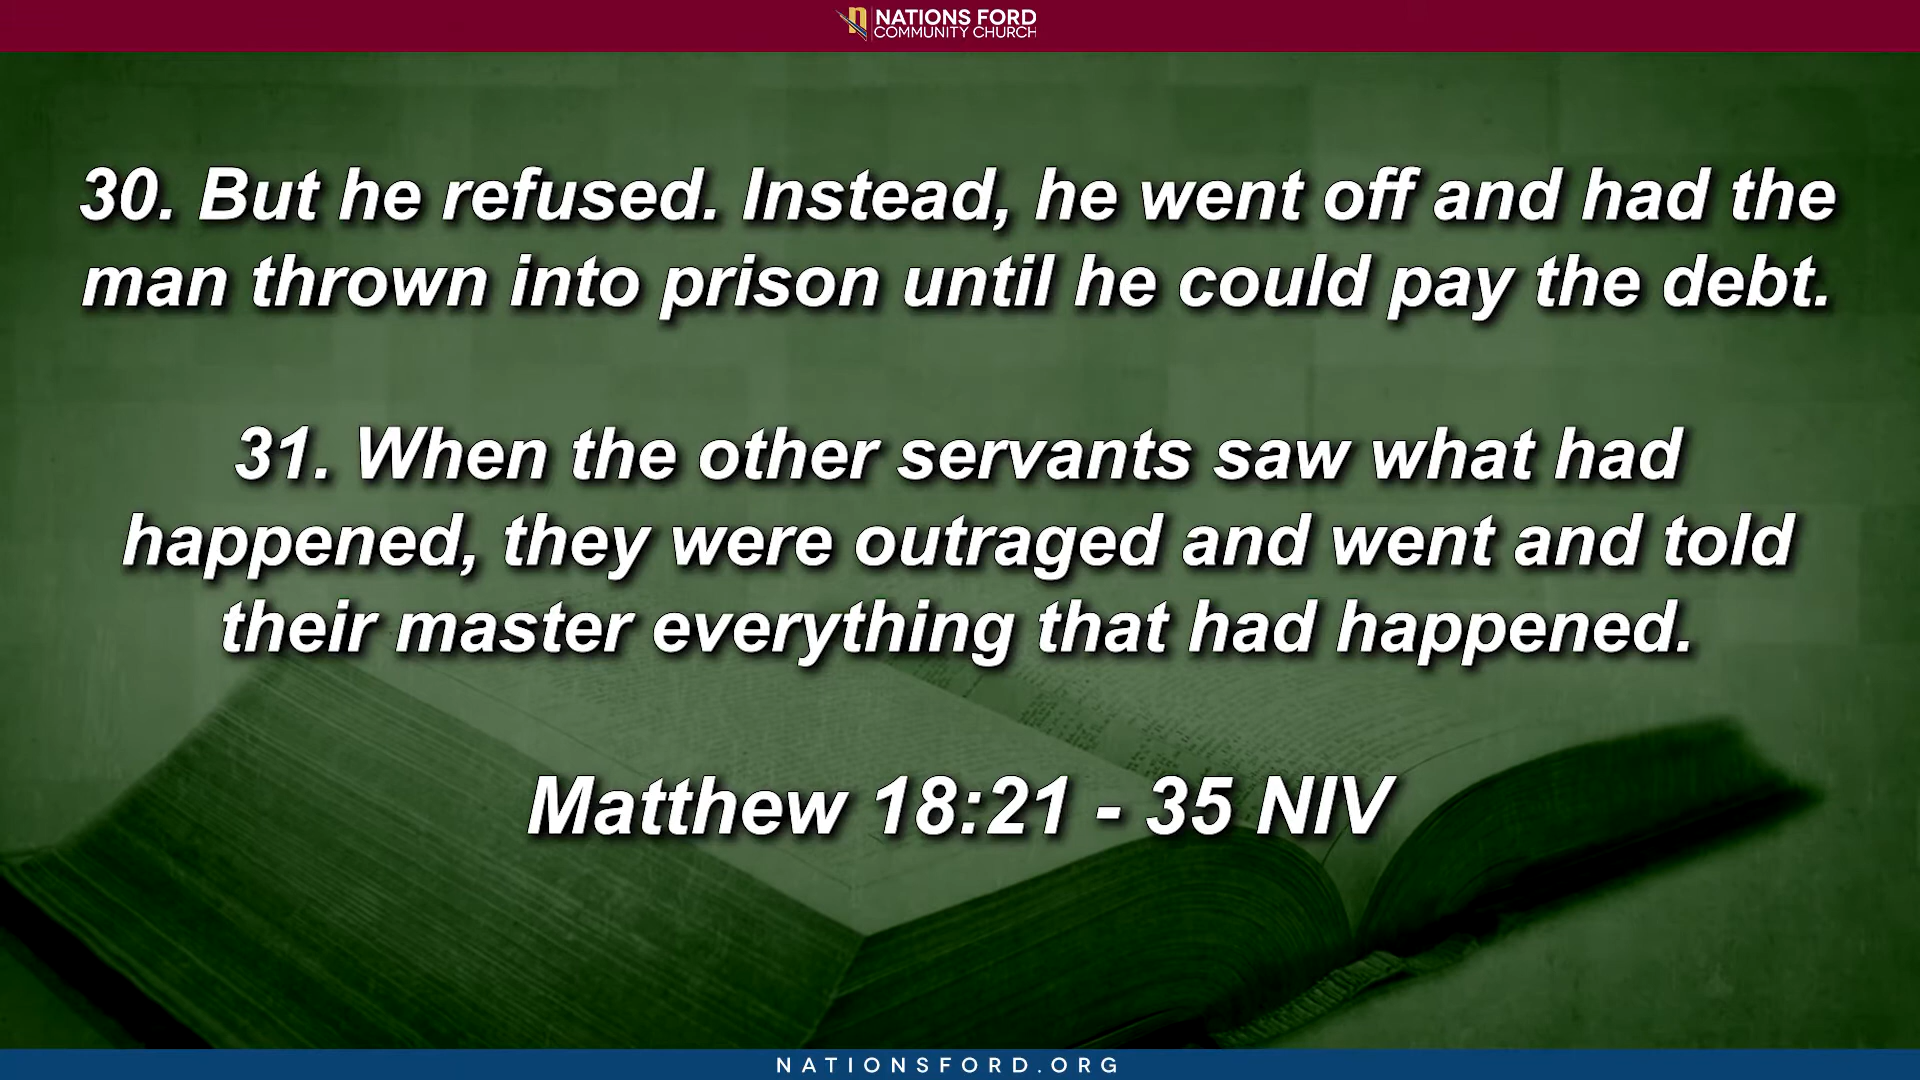 NATIONS FORD
COMMUNITY CHURCH
30. But he refused. Instead, he went off and had the
man thrown into prison until he could pay the debt.
31. When the other servants saw what had
happened, they were outraged and went and told
their master everything that had happened.
Matthew 18:21 - 35 NIV
NATIONSFORD.ORG